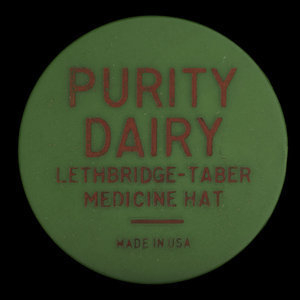 PURITY
DAIRY
LETHBRIDGE-TABER
MEDICINE HAT
MADE IN USA